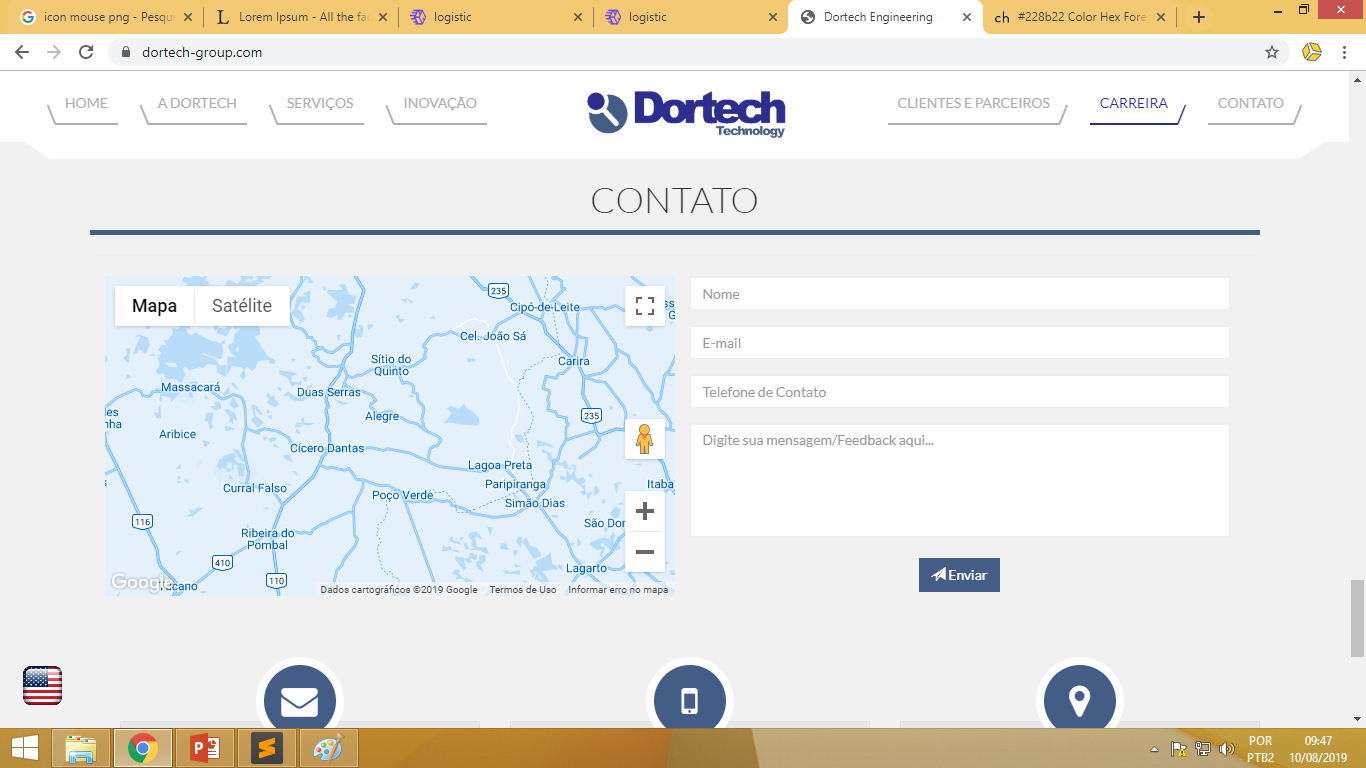 icon mouse png - Pesqu
Lorem Ipsum - All the fac
logistic
logistic
Dortech Engineering
ch #228b22 Color Hex Fore
dortech-group.com
HOME
A DORTECH
SERVIÇOS
INOVAÇÃO
Dortech
Technology
CLIENTES E PARCEIROS
CARREIRA
CONTATO
CONTATO
Mapa Satélite
235
Cipó-de-Leite
Cel. João Sá
Sítio do
Quinto
Carira
Massacará
Duas Serras
Alegre
235
Aribice
Cícero Dantas
Lagoa Preta
Curral Falso
Poço Verde
Paripiranga
Itaba
Simão Dias
116
São Dor
Ribeira do
Pombal
410
110
Lagarto
Google
Dados cartográficos ©2019 Google Termos de Uso Informar erro no mapa
Nome
E-mail
Telefone de Contato
Digite sua mensagem/Feedback aqui...
Enviar
POR
PTB2
09:47
10/08/2019